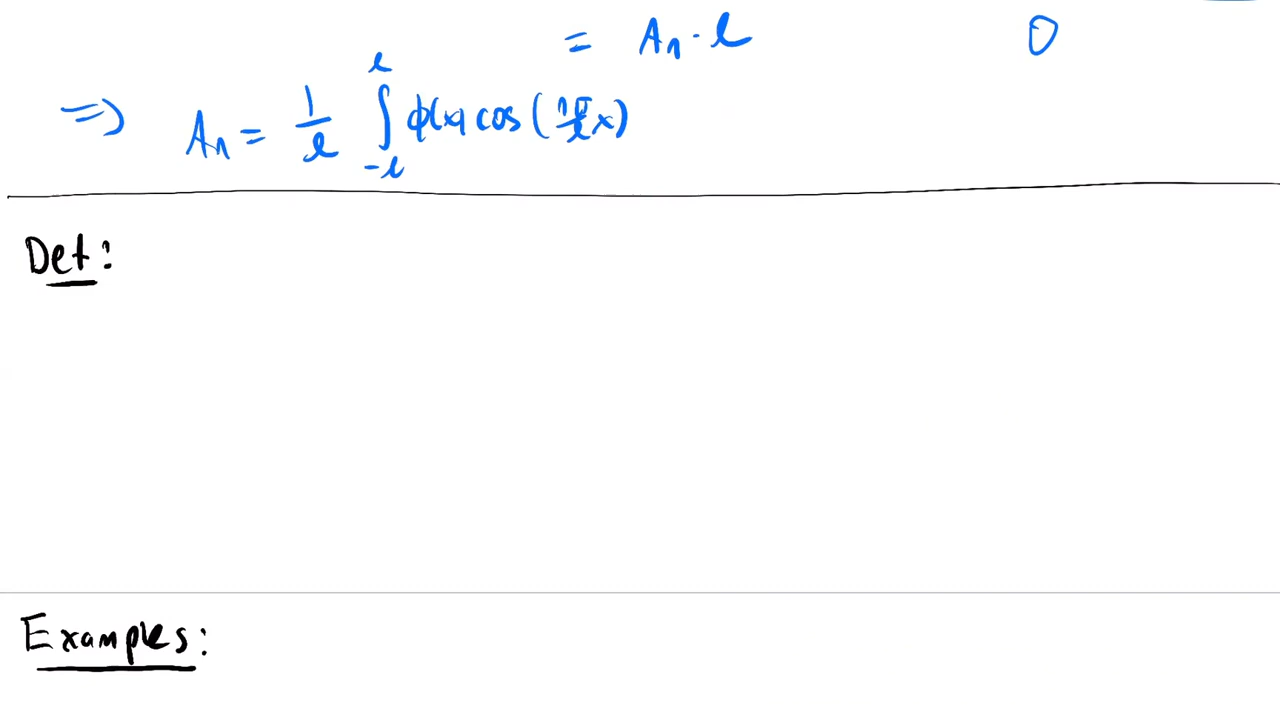 = Aₙ · l 0
⇒ Aₙ = 1/l ∫_{-l}^{l} ϕ(x) cos(nπ/l x)
Def:
Examples: